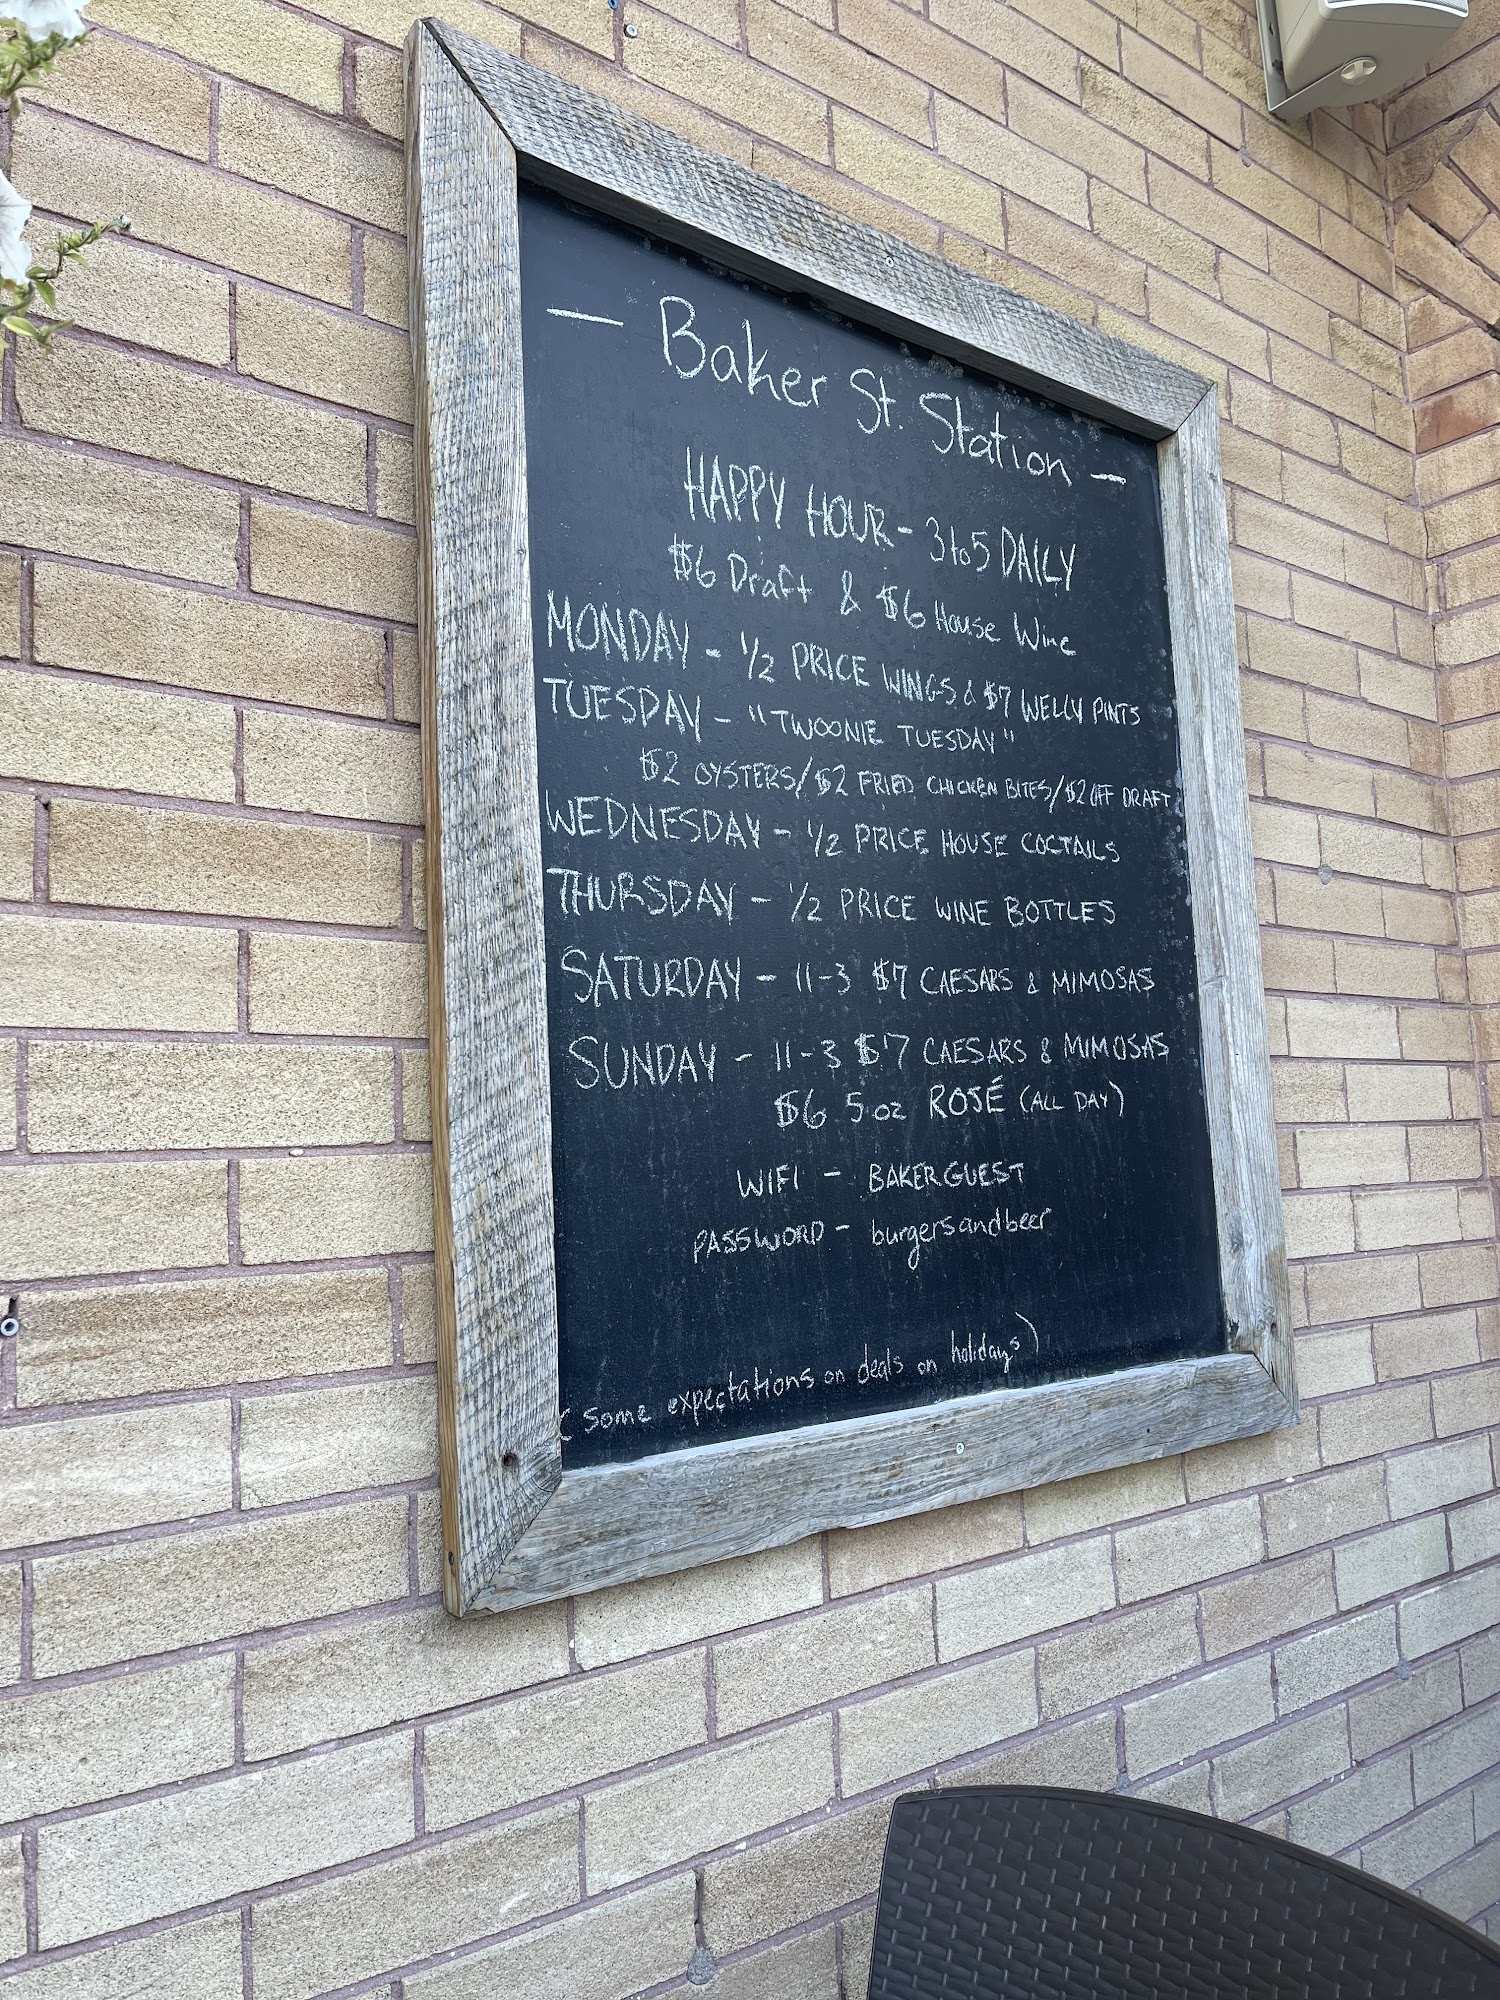 — Baker St. Station —
HAPPY HOUR - 3to5 DAILY
$6 Draft & $6 House Wine
MONDAY - 1/2 PRICE WINGS & $7 WELLY PINTS
TUESDAY - "TWOONIE TUESDAY"
$2 OYSTERS/$2 FRIED CHICKEN BITES/$2 OFF DRAFT
WEDNESDAY - 1/2 PRICE HOUSE COCTAILS
THURSDAY - 1/2 PRICE WINE BOTTLES
SATURDAY - 11-3 $7 CAESARS & MIMOSAS
SUNDAY - 11-3 $7 CAESARS & MIMOSAS
$6 5oz ROSÉ (ALL DAY)
WIFI - BAKERGUEST
PASSWORD - burgersandbeer
(some expectations on deals on holidays)